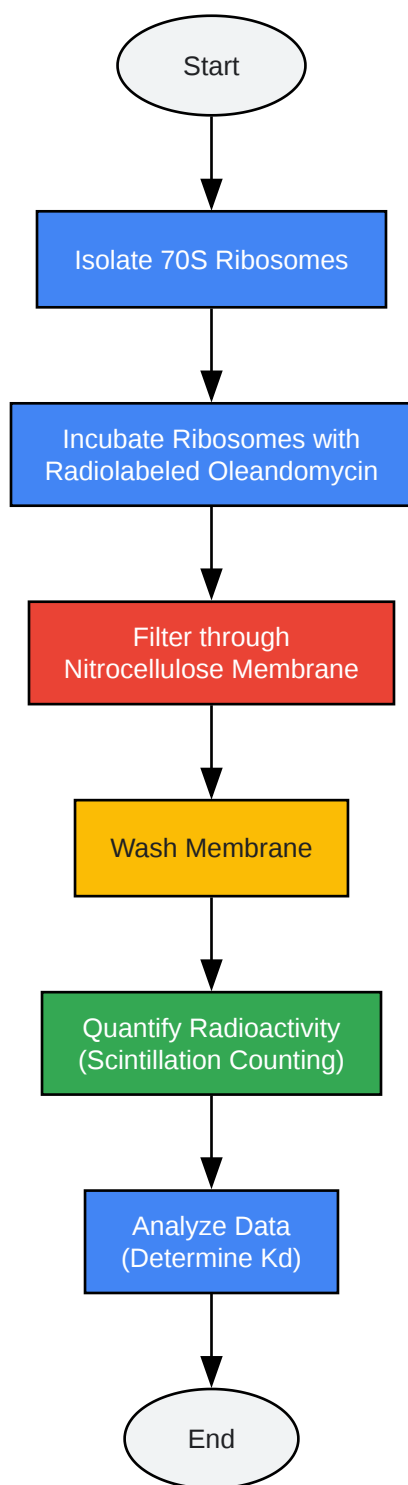 Start
Isolate 70S Ribosomes
Incubate Ribosomes with
Radiolabeled Oleandomycin
Filter through
Nitrocellulose Membrane
Wash Membrane
Quantify Radioactivity
(Scintillation Counting)
Analyze Data
(Determine Kd)
End